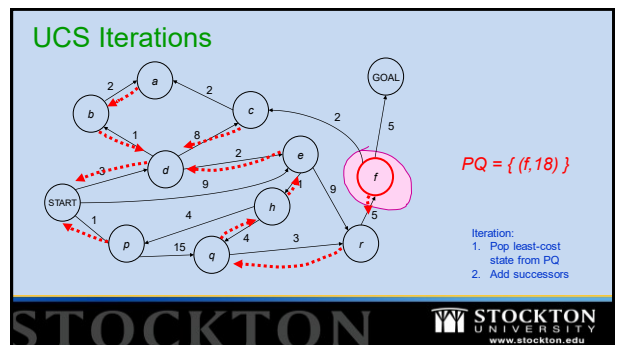 UCS Iterations
GOAL
a
2
b
c
2
2
5
1
8
3
d
2
e
9
f
PQ = { (f,18) }
START
1
9
h
4
5
1
p
15
q
4
3
r
Iteration:
1. Pop least-cost
state from PQ
2. Add successors
STOCKTON
STOCKTON
UNIVERSITY
www.stockton.edu